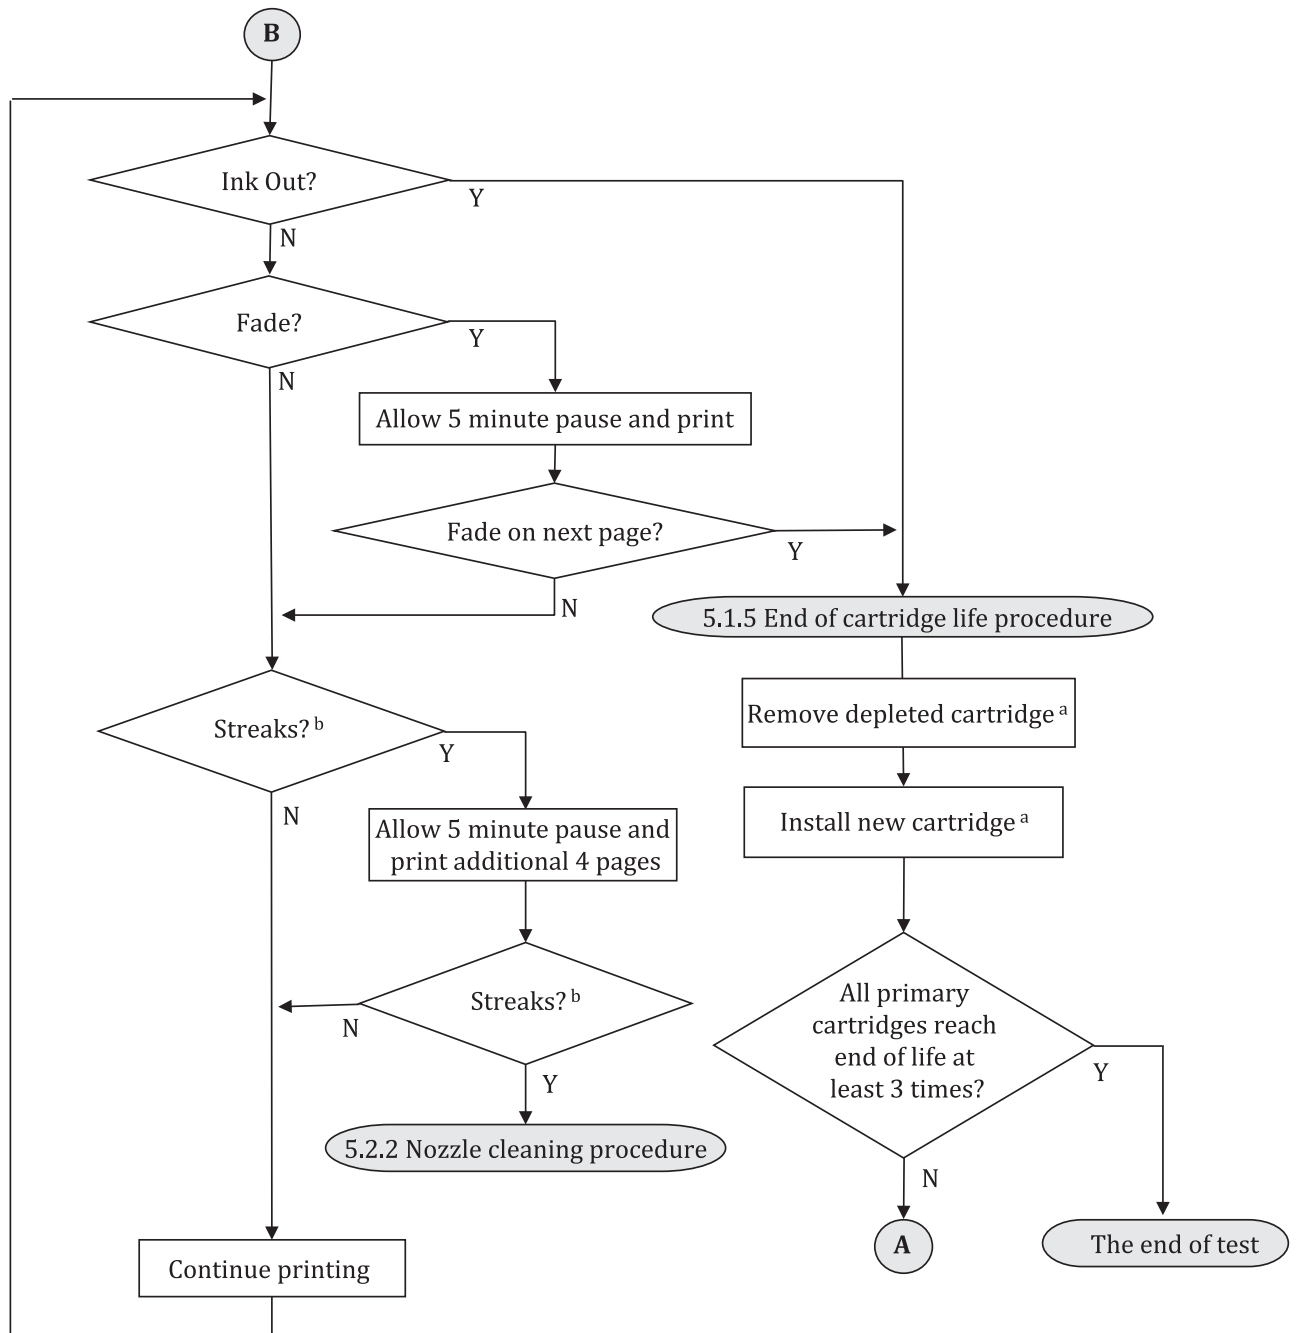 B
Ink Out?
Y
N
Fade?
Y
N
Allow 5 minute pause and print
Fade on next page?
Y
N
5.1.5 End of cartridge life procedure
Remove depleted cartridge a
Streaks? b
Y
N
Install new cartridge a
Allow 5 minute pause and
print additional 4 pages
Streaks? b
N
Y
All primary
cartridges reach
end of life at
least 3 times?
Y
N
5.2.2 Nozzle cleaning procedure
A
The end of test
Continue printing